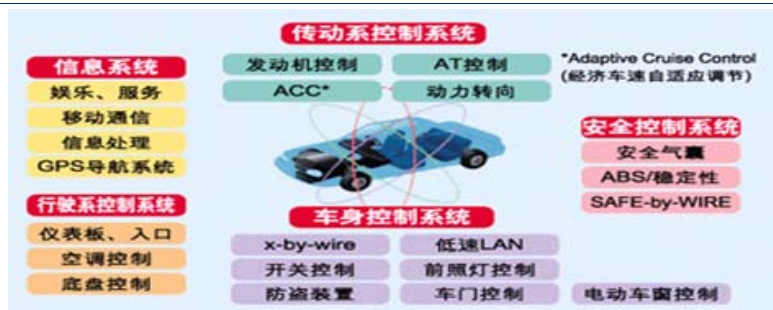 传动系控制系统
发动机控制
AT控制
ACC*
动力转向
*Adaptive Cruise Control
(经济车速自适应调节)
信息系统
娱乐、服务
移动通信
信息处理
GPS导航系统
安全控制系统
安全气囊
ABS/稳定性
SAFE-by-WIRE
行驶系控制系统
仪表板、入口
空调控制
底盘控制
车身控制系统
x-by-wire
低速LAN
开关控制
前照灯控制
防盗装置
车门控制
电动车窗控制